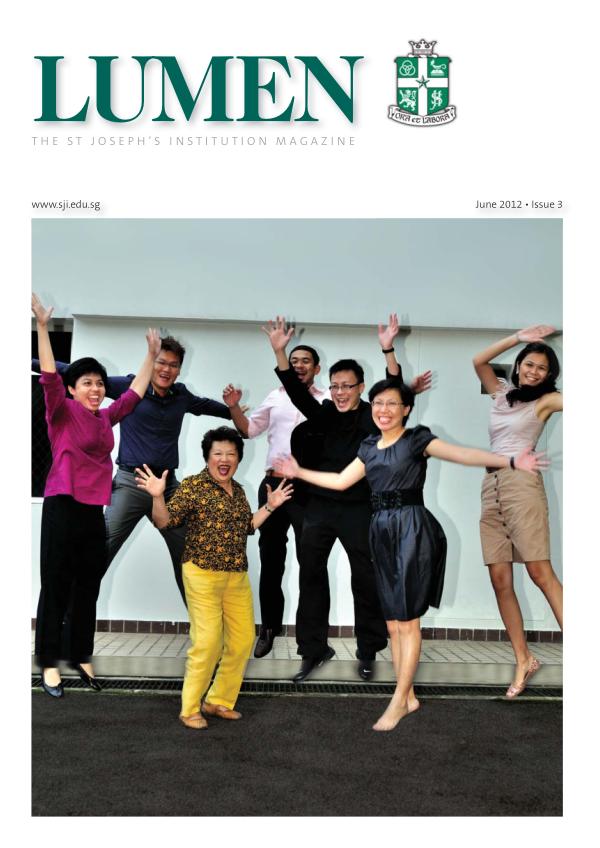 LUMEN
THE ST JOSEPH'S INSTITUTION MAGAZINE
ORA et LABORA
www.sji.edu.sg
June 2012 • Issue 3